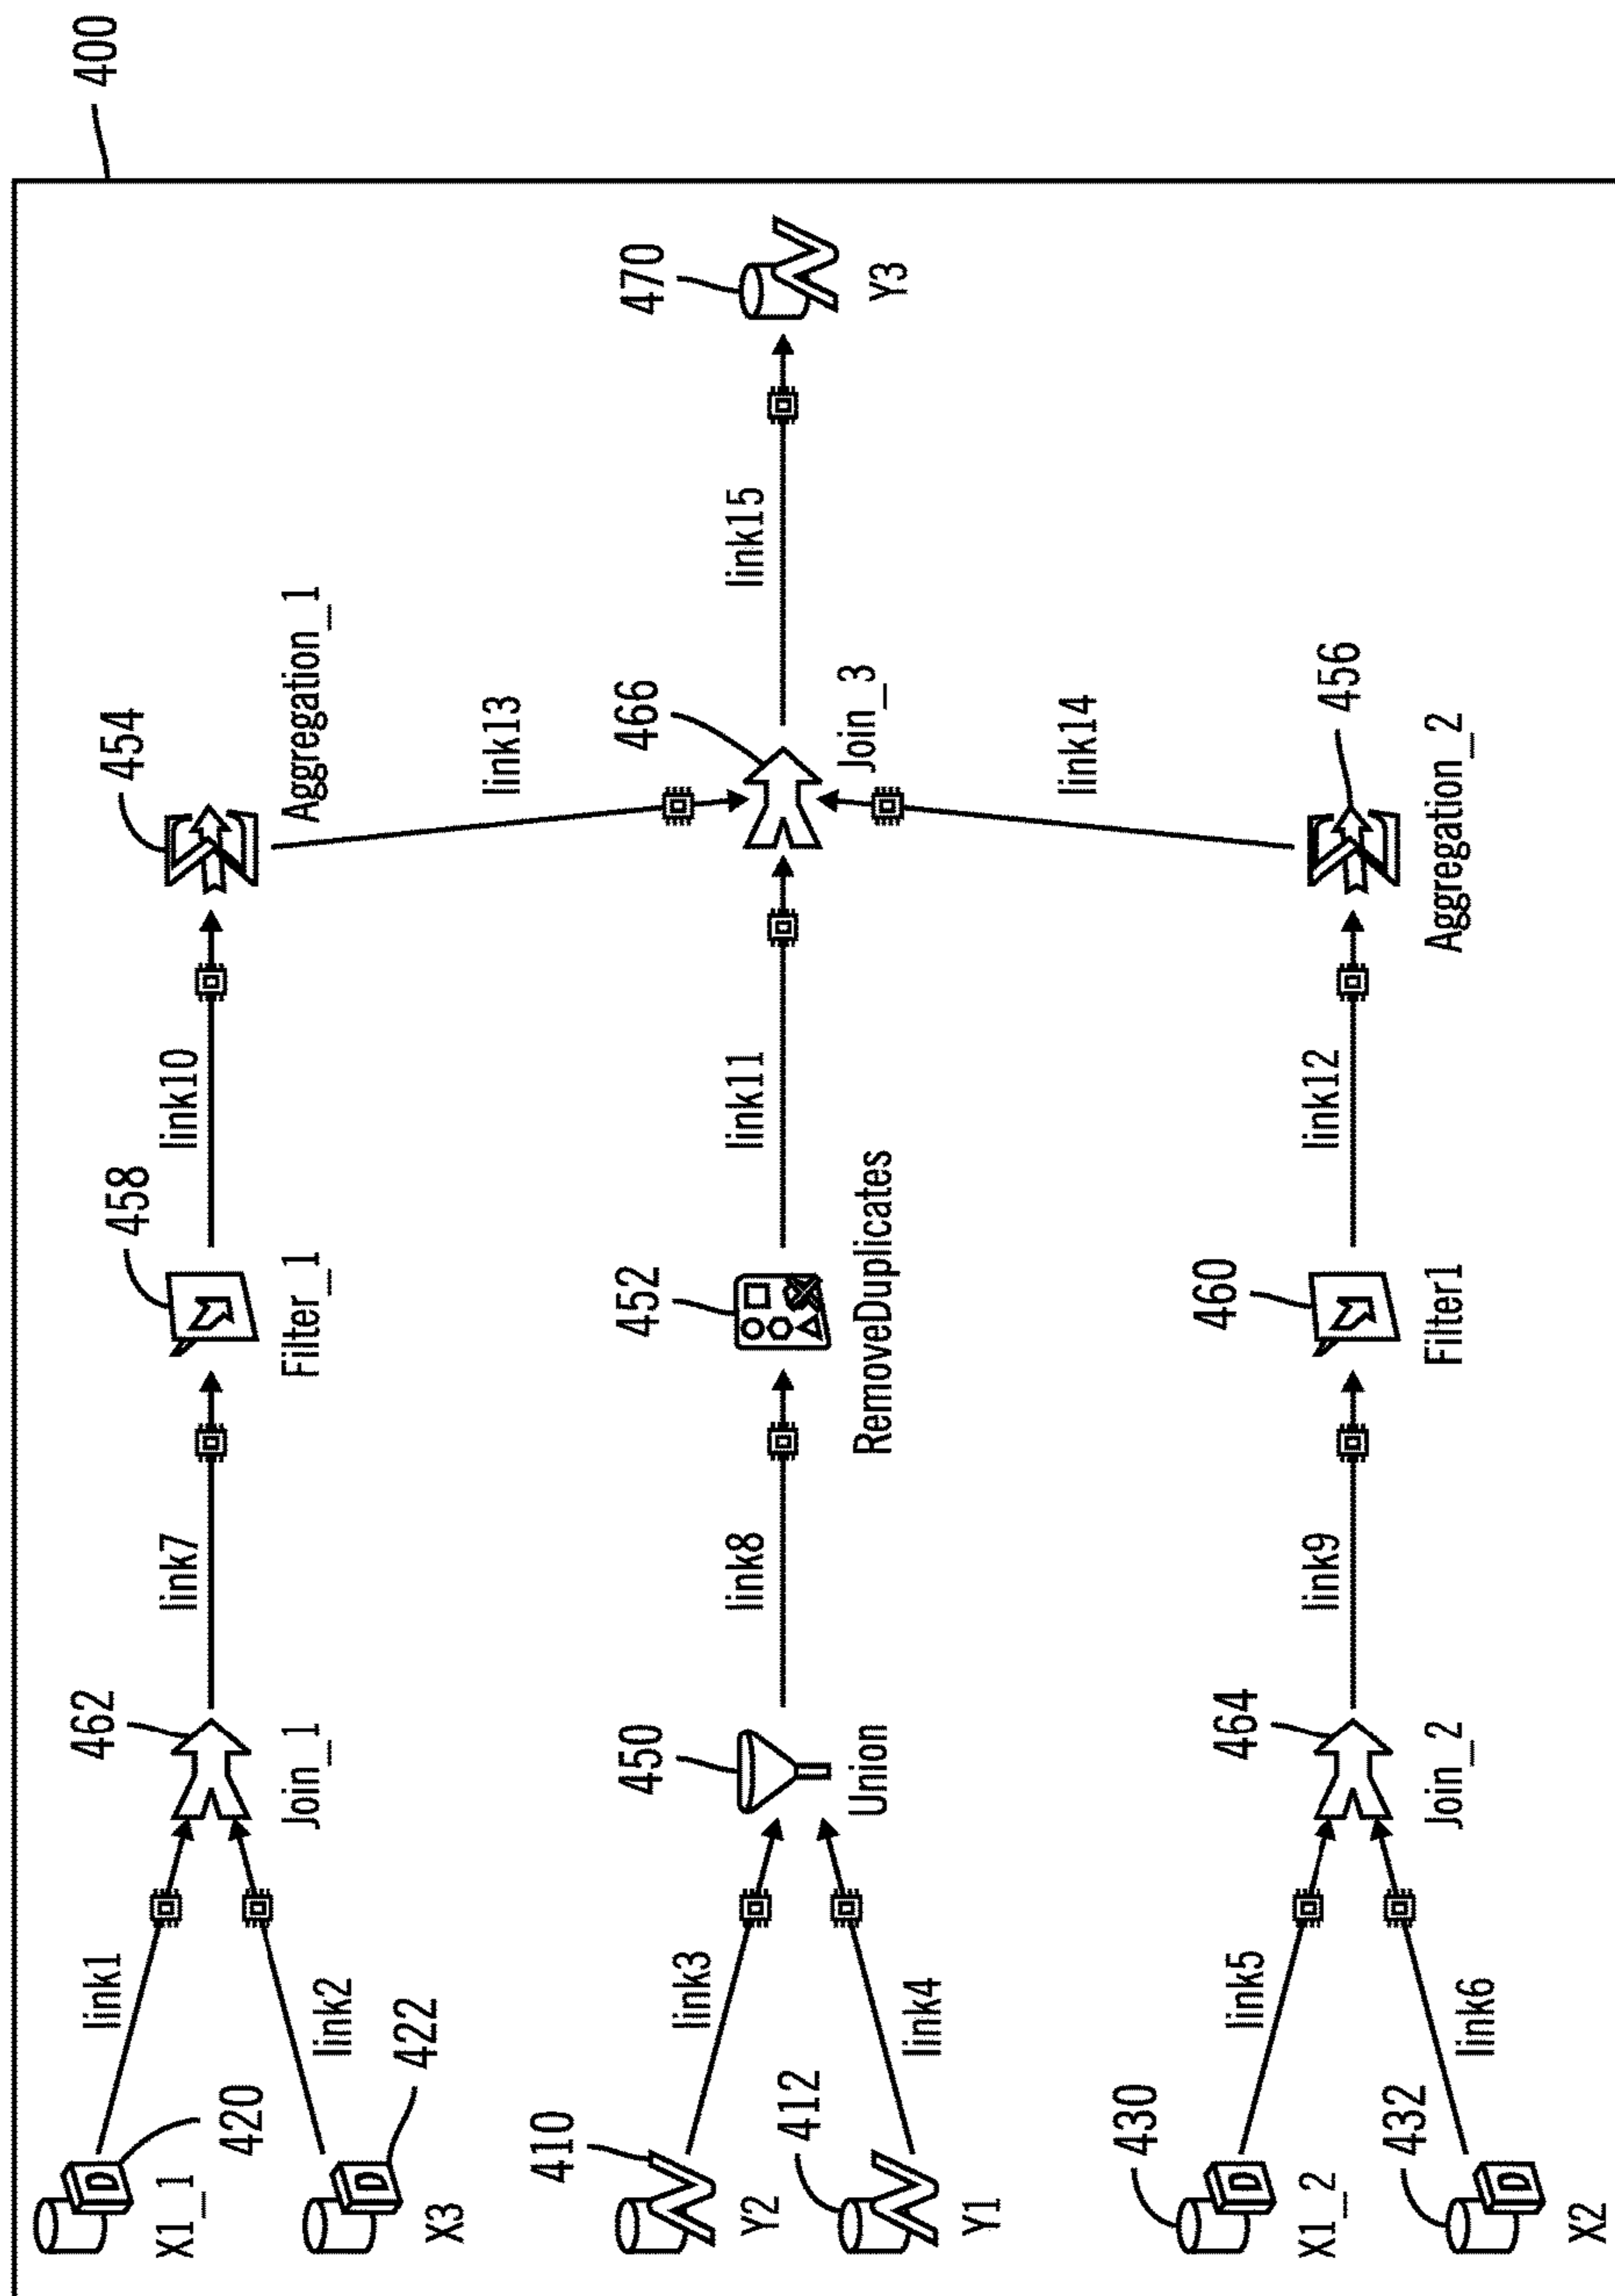 400
420
X1_1
link1
422
X3
link2
462
Join_1
link7
458
Filter_1
link10
454
Aggregation_1
link13
410
Y2
link3
412
Y1
link4
450
Union
link8
452
RemoveDuplicates
link11
466
Join_3
link15
470
Y3
430
X1_2
link5
432
X2
link6
464
Join_2
link9
460
Filter1
link12
456
Aggregation_2
link14
D
D
D
D